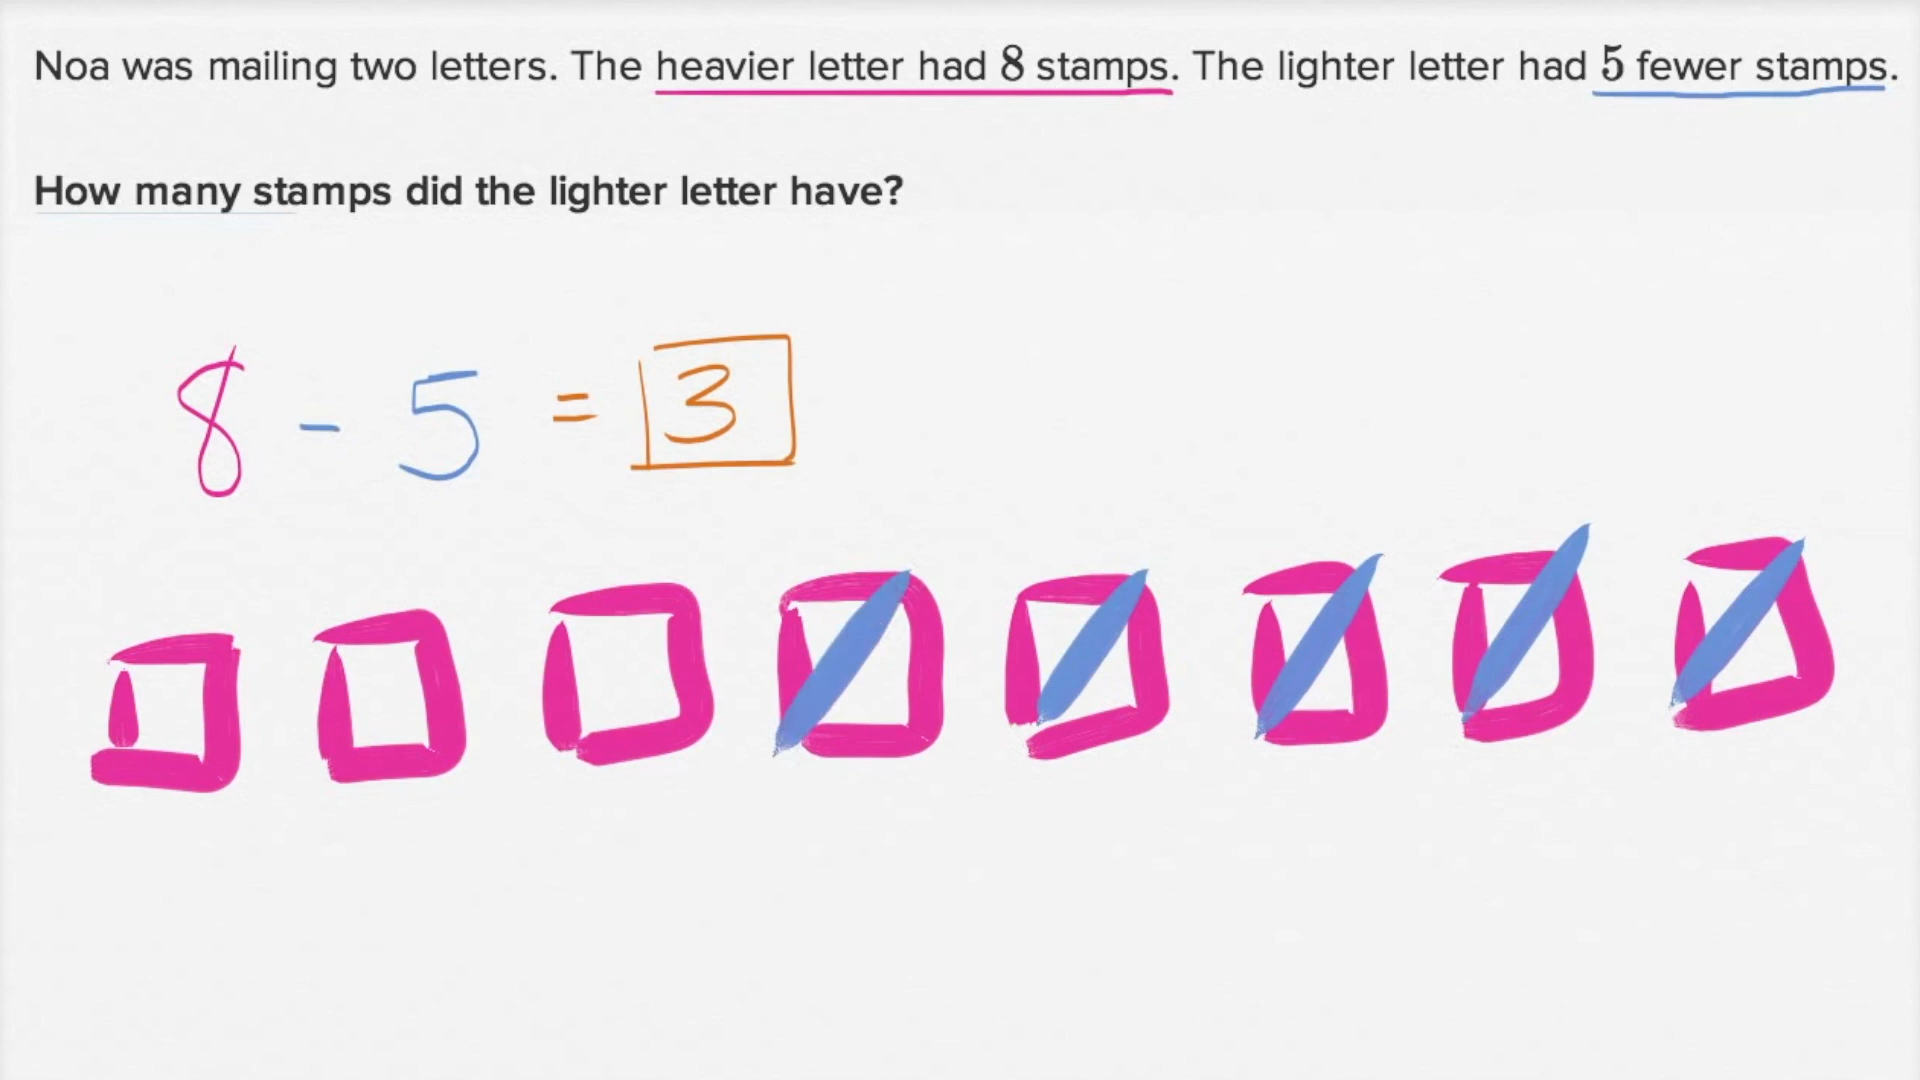 Noa was mailing two letters. The heavier letter had 8 stamps. The lighter letter had 5 fewer stamps.
How many stamps did the lighter letter have?
8 - 5 = 3